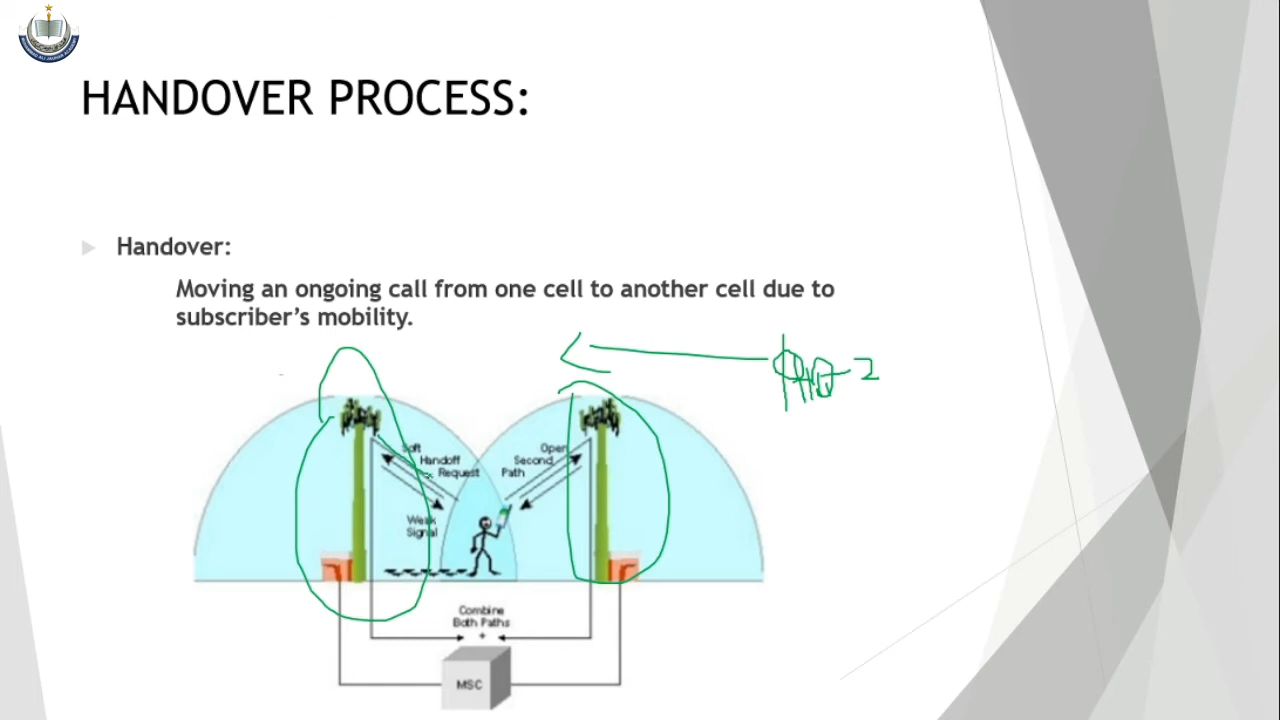 HANDOVER PROCESS:
Handover:
Moving an ongoing call from one cell to another cell due to
subscriber’s mobility.
2
Soft
Handoff
Request
Open
Second
Path
Weak
Signal
Combine
Both Paths
+
MSC